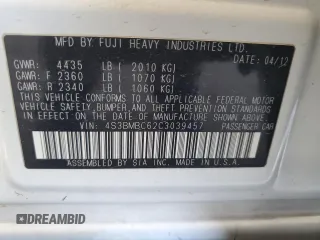 MFD BY FUJI HEAVY INDUSTRIES LTD.
DATE: 04/12
GVWR: 4435 LB ( 2010 KG)
GAWR: F 2360 LB ( 1070 KG)
GAWR: R 2340 LB ( 1060 KG)
THIS VEHICLE CONFORMS TO ALL APPLICABLE FEDERAL MOTOR
VEHICLE SAFETY, BUMPER, AND THEFT PREVENTION STANDARDS
IN EFFECT ON THE DATE OF MANUFACTURE SHOWN ABOVE.
VIN: 4S3BMBC62C3039457 PASSENGER CAR
ASSEMBLED BY SIA MADE IN U.S.A.
@DREAMBID